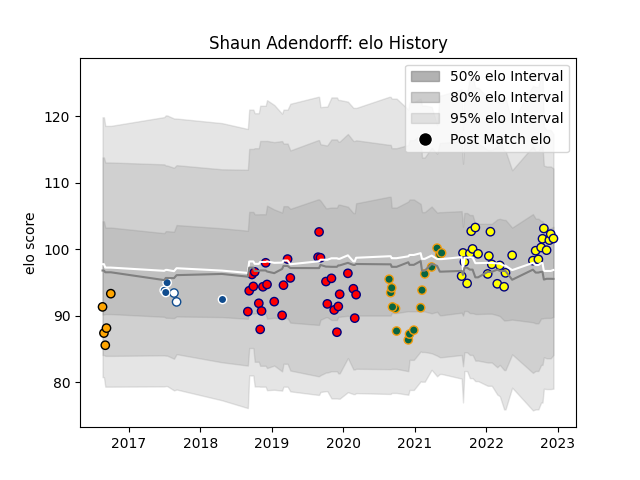 Shaun Adendorff: elo History
50% elo Interval
80% elo Interval
95% elo Interval
Post Match elo
elo score
120
110
100
90
80
2017 2018 2019 2020 2021 2022 2023